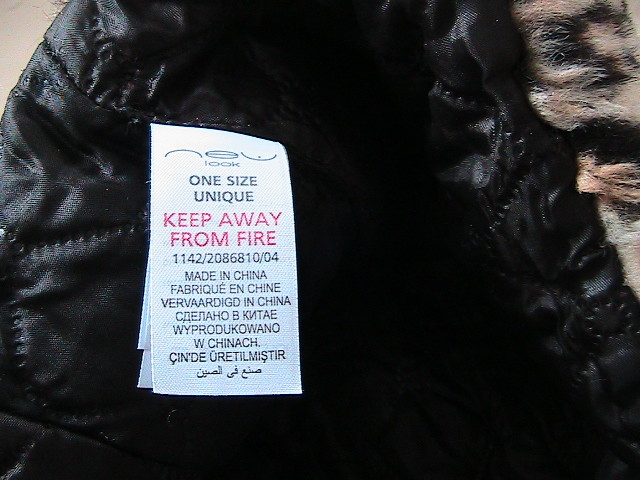 new
look
ONE SIZE
UNIQUE
KEEP AWAY
FROM FIRE
1142/2086810/04
MADE IN CHINA
FABRIQUÉ EN CHINE
VERVAARDIGD IN CHINA
СДЕЛАНО В КИТАЕ
WYPRODUKOWANO
W CHINACH.
ÇIN'DE ÜRETILMIŞTIR
صنع فى الصين